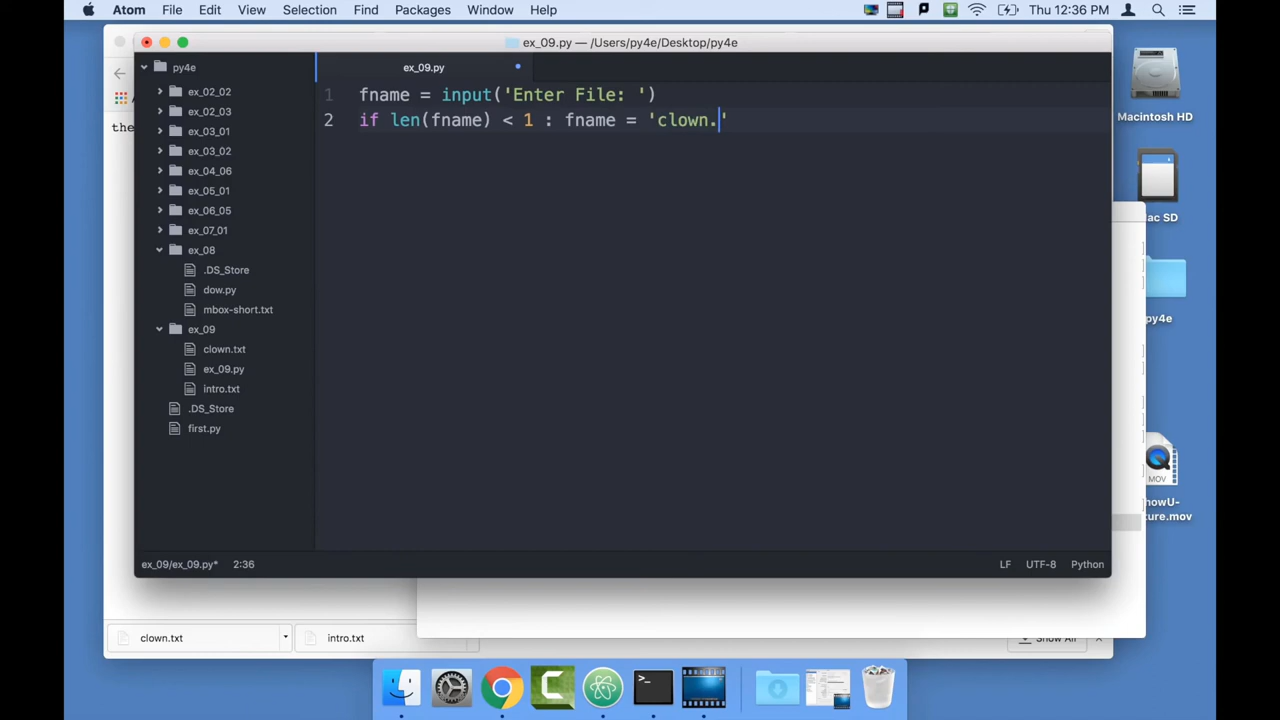 Atom File Edit View Selection Find Packages Window Help Thu 12:36 PM
ex_09.py — /Users/py4e/Desktop/py4e
py4e
ex_09.py
ex_02_02
ex_02_03
ex_03_01
ex_03_02
ex_04_06
ex_05_01
ex_06_05
ex_07_01
ex_08
.DS_Store
dow.py
mbox-short.txt
ex_09
clown.txt
ex_09.py
intro.txt
.DS_Store
first.py
1 fname = input('Enter File: ')
2 if len(fname) < 1 : fname = 'clown.'
ex_09/ex_09.py* 2:36 LF UTF-8 Python
the
Macintosh HD
ac SD
py4e
MOV
howU-
ure.mov
clown.txt
intro.txt
Show All